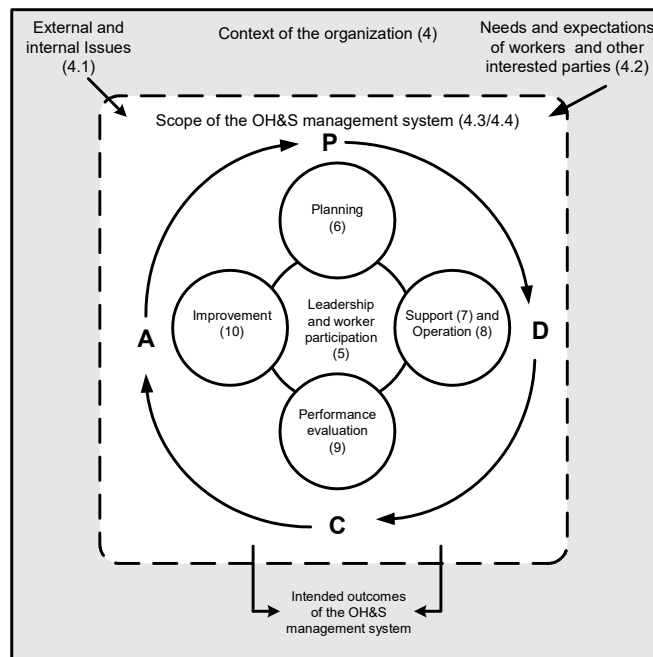 External and
internal Issues
(4.1)
Context of the organization (4)
Needs and expectations
of workers and other
interested parties (4.2)
Scope of the OH&S management system (4.3/4.4)
P
Planning
(6)
A
Improvement
(10)
Leadership
and worker
participation
(5)
Support (7) and
Operation (8)
D
Performance
evaluation
(9)
C
Intended outcomes
of the OH&S
management system